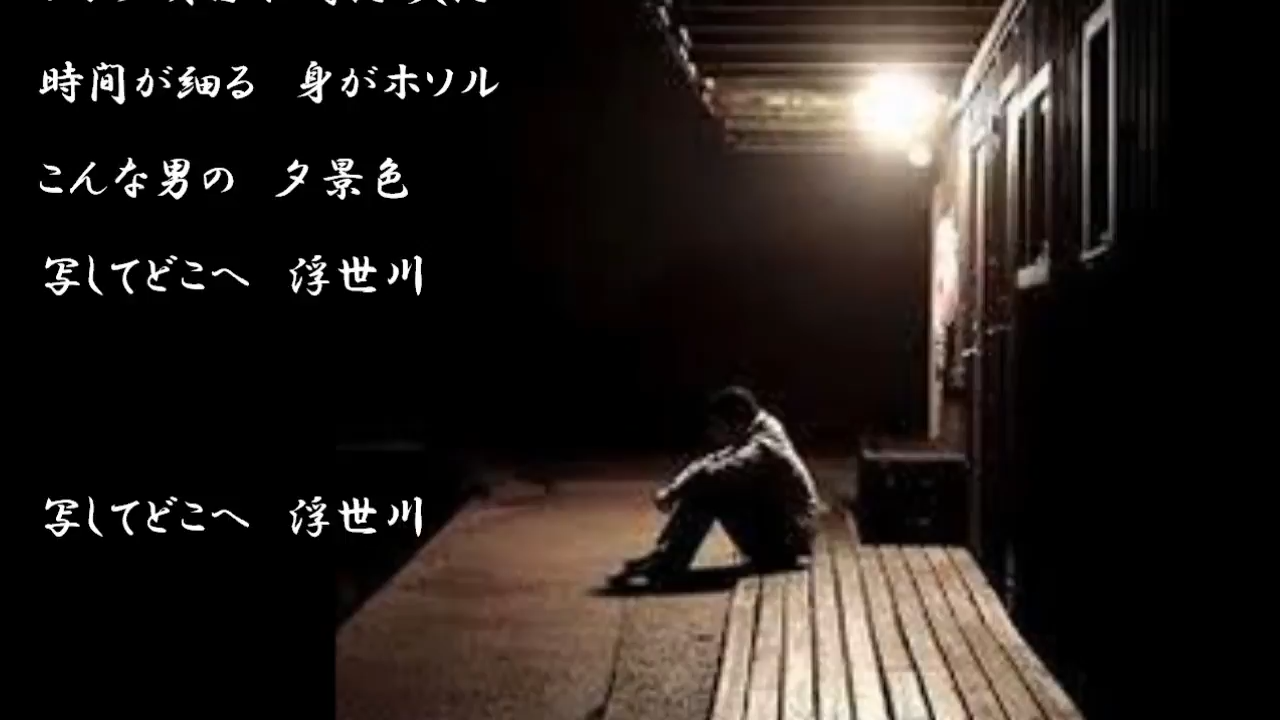 時間が細る 身がホソル
こんな男の 夕景色
写してどこへ 浮世川
写してどこへ 浮世川